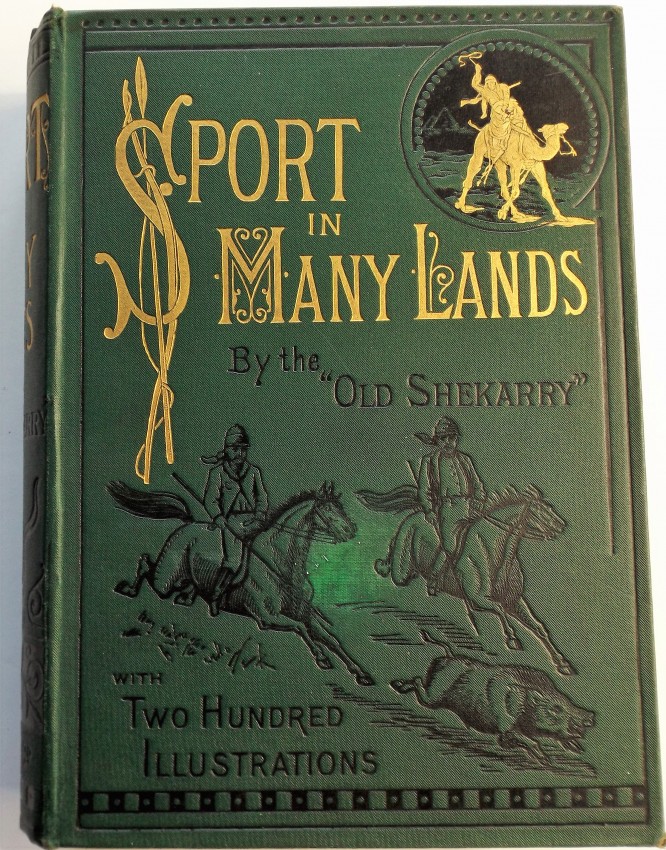 SPORT
IN
MANY LANDS
By the
"OLD SHEKARRY"
WITH
TWO HUNDRED
ILLUSTRATIONS